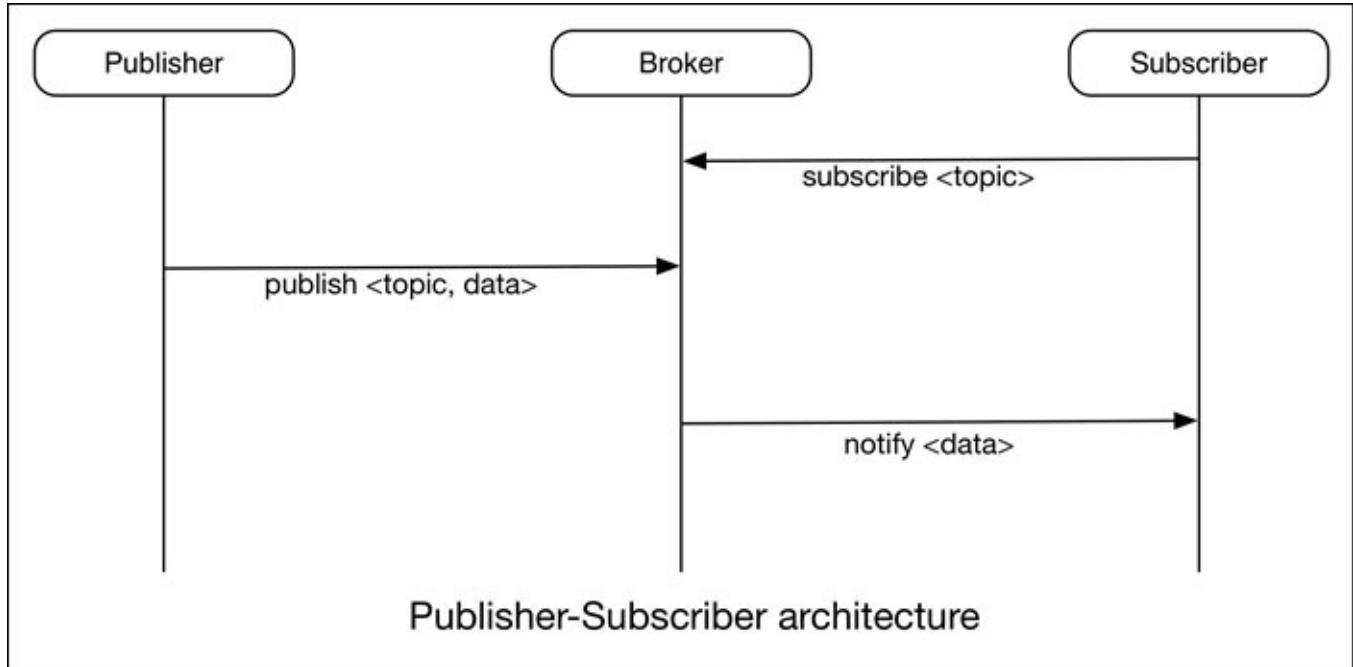 Publisher
Broker
Subscriber
subscribe <topic>
publish <topic, data>
notify <data>
Publisher-Subscriber architecture